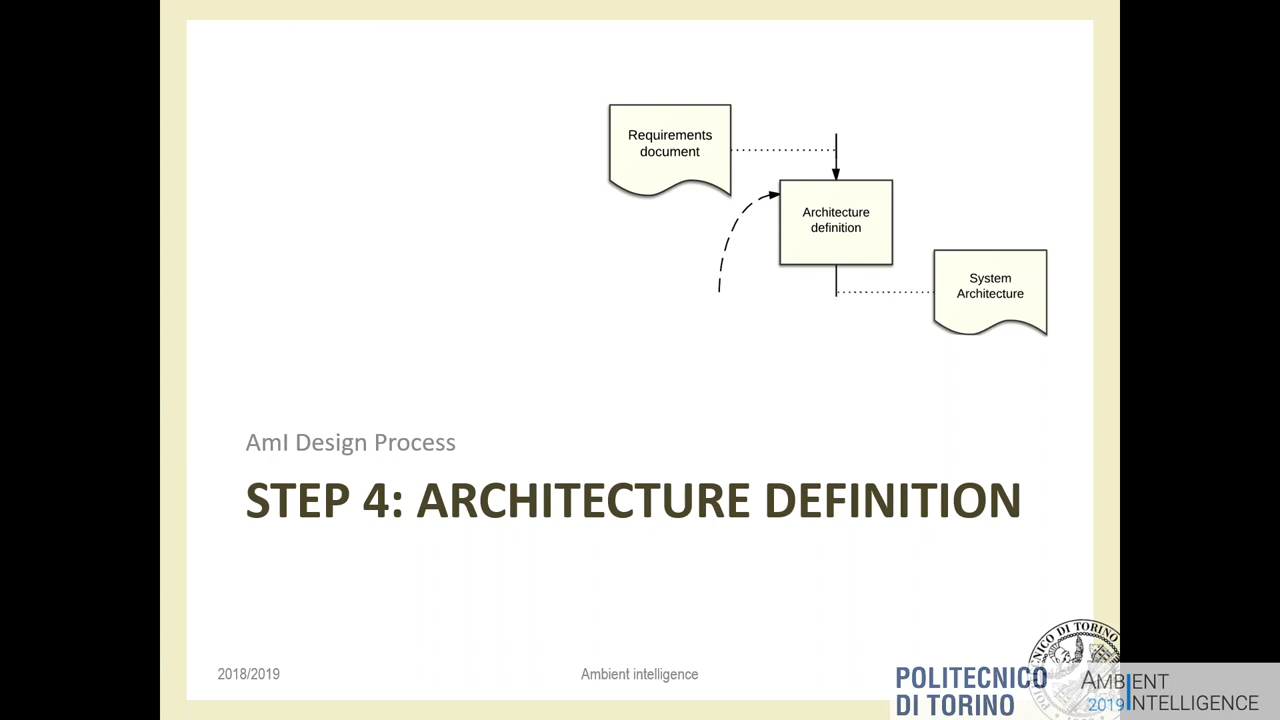 Requirements
document
Architecture
definition
System
Architecture
AmI Design Process
STEP 4: ARCHITECTURE DEFINITION
2018/2019
Ambient intelligence
POLITECNICO
DI TORINO
AMBIENT
2019 INTELLIGENCE